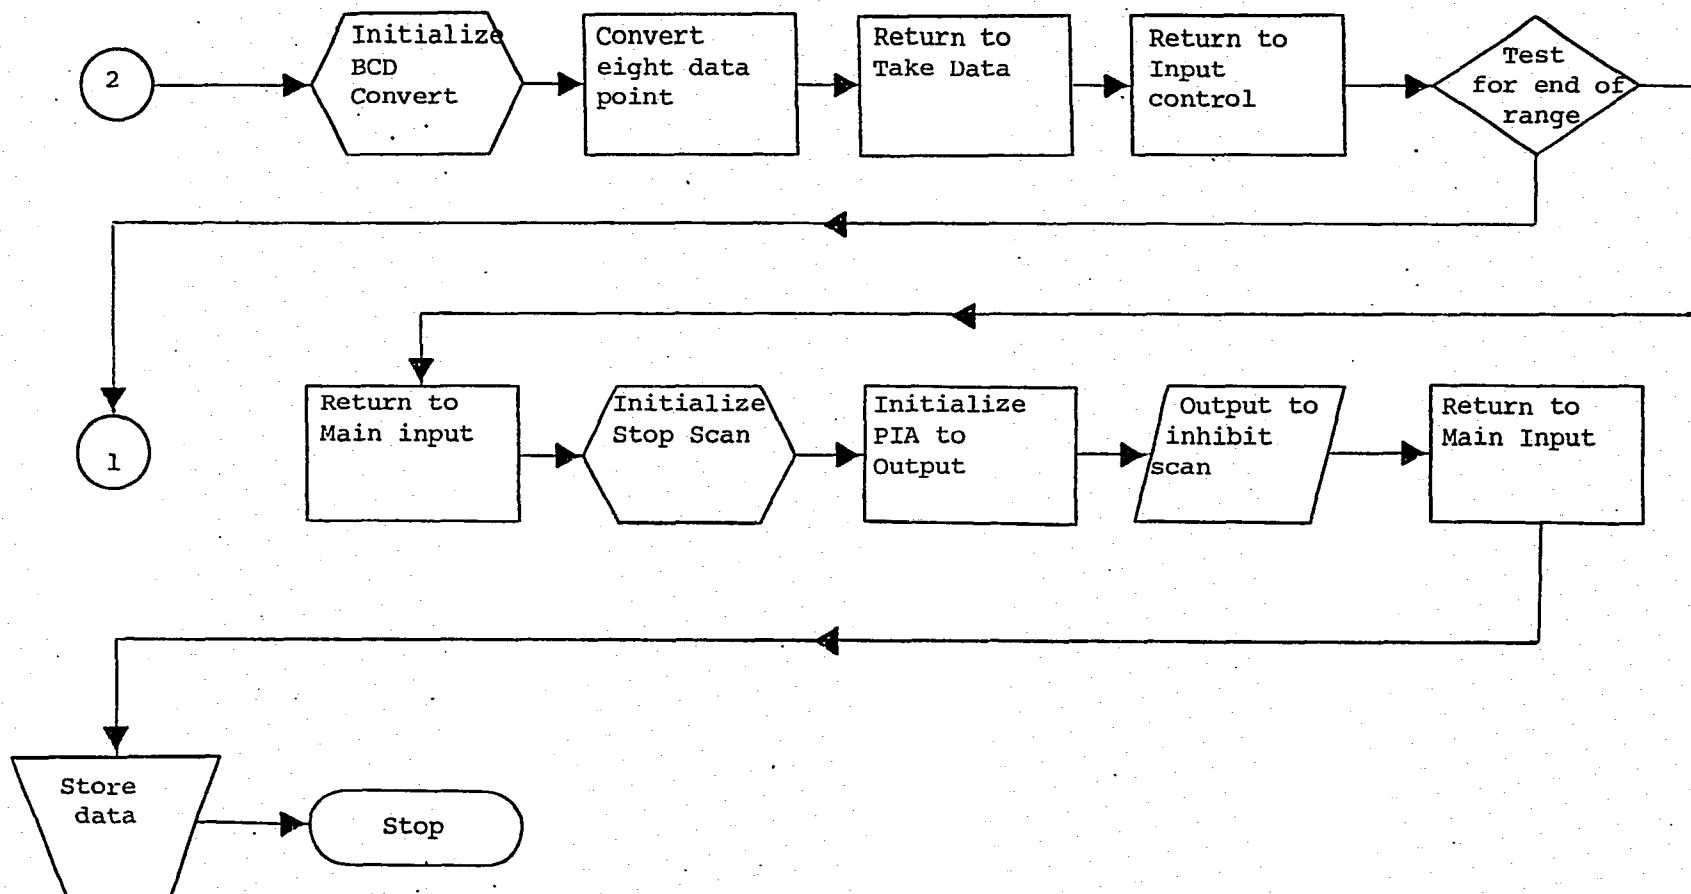 2
Initialize
BCD
Convert
Convert
eight data
point
Return to
Take Data
Return to
Input
control
Test
for end of
range
1
Return to
Main input
Initialize
Stop Scan
Initialize
PIA to
Output
Output to
inhibit
scan
Return to
Main Input
Store
data
Stop